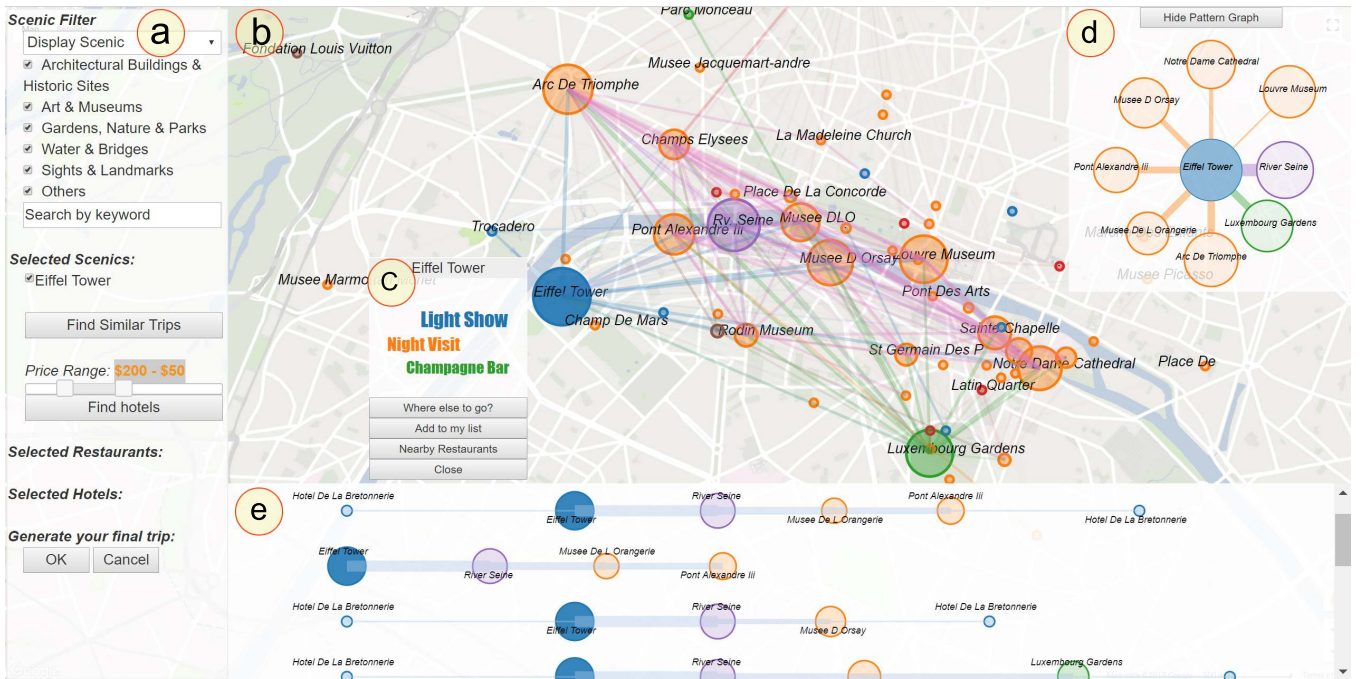 Scenic Filter
Display Scenic
Architectural Buildings &
Historic Sites
Art & Museums
Gardens, Nature & Parks
Water & Bridges
Sights & Landmarks
Others
Search by keyword
Selected Scenics:
Eiffel Tower
Find Similar Trips
Price Range: $200 - $50
Find hotels
Selected Restaurants:
Selected Hotels:
Generate your final trip:
OK Cancel
a
b
Parc Monceau
Fondation Louis Vuitton
Musee Jacquemart-andre
Arc De Triomphe
Champs Elysees
La Madeleine Church
Place De La Concorde
Trocadero
Pont Alexandre Iii
Rv. Seine
Musee DLO
Musee D Orsay
Louvre Museum
Eiffel Tower
Pont Des Arts
Champ De Mars
Rodin Museum
Sainte Chapelle
St Germain Des P
Notre Dame Cathedral
Place De
Latin Quarter
Luxembourg Gardens
c
Eiffel Tower
Light Show
Night Visit
Champagne Bar
Where else to go?
Add to my list
Nearby Restaurants
Close
d
Hide Pattern Graph
Notre Dame Cathedral
Louvre Museum
Musee D Orsay
Pont Alexandre Iii
Eiffel Tower
River Seine
Luxembourg Gardens
Musee De L Orangerie
Arc De Triomphe
Musee Picasso
e
Hotel De La Bretonnerie
Eiffel Tower
River Seine
Musee De L Orangerie
Pont Alexandre Iii
Hotel De La Bretonnerie
Eiffel Tower
River Seine
Musee De L Orangerie
Pont Alexandre Iii
Hotel De La Bretonnerie
Eiffel Tower
River Seine
Musee D Orsay
Hotel De La Bretonnerie
Hotel De La Bretonnerie
River Seine
Luxembourg Gardens